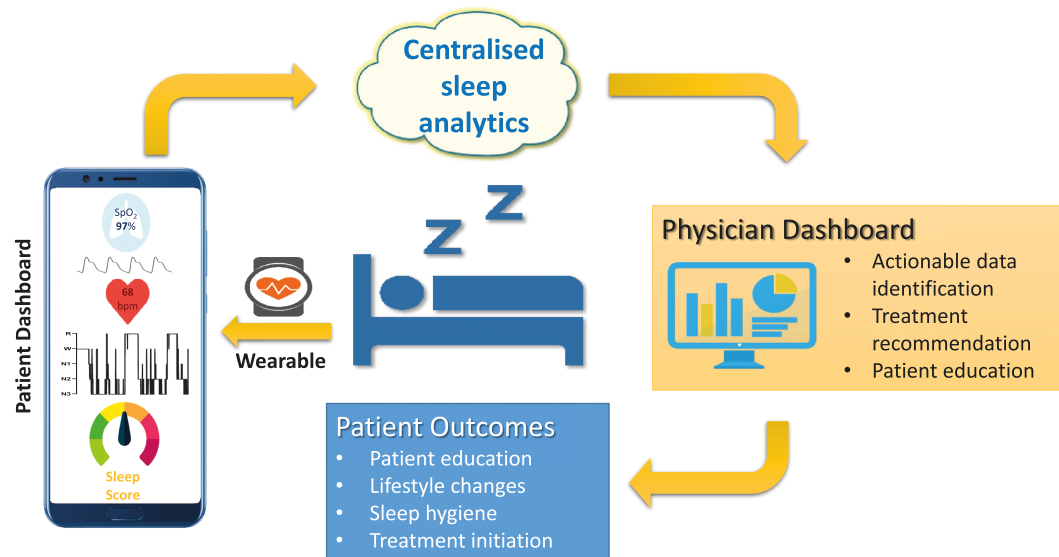 Centralised
sleep
analytics
Patient Dashboard
SpO₂
97%
68
bpm
R
W
N1
N2
N3
Sleep
Score
Wearable
Z
Z
Physician Dashboard
• Actionable data
identification
• Treatment
recommendation
• Patient education
Patient Outcomes
• Patient education
• Lifestyle changes
• Sleep hygiene
• Treatment initiation